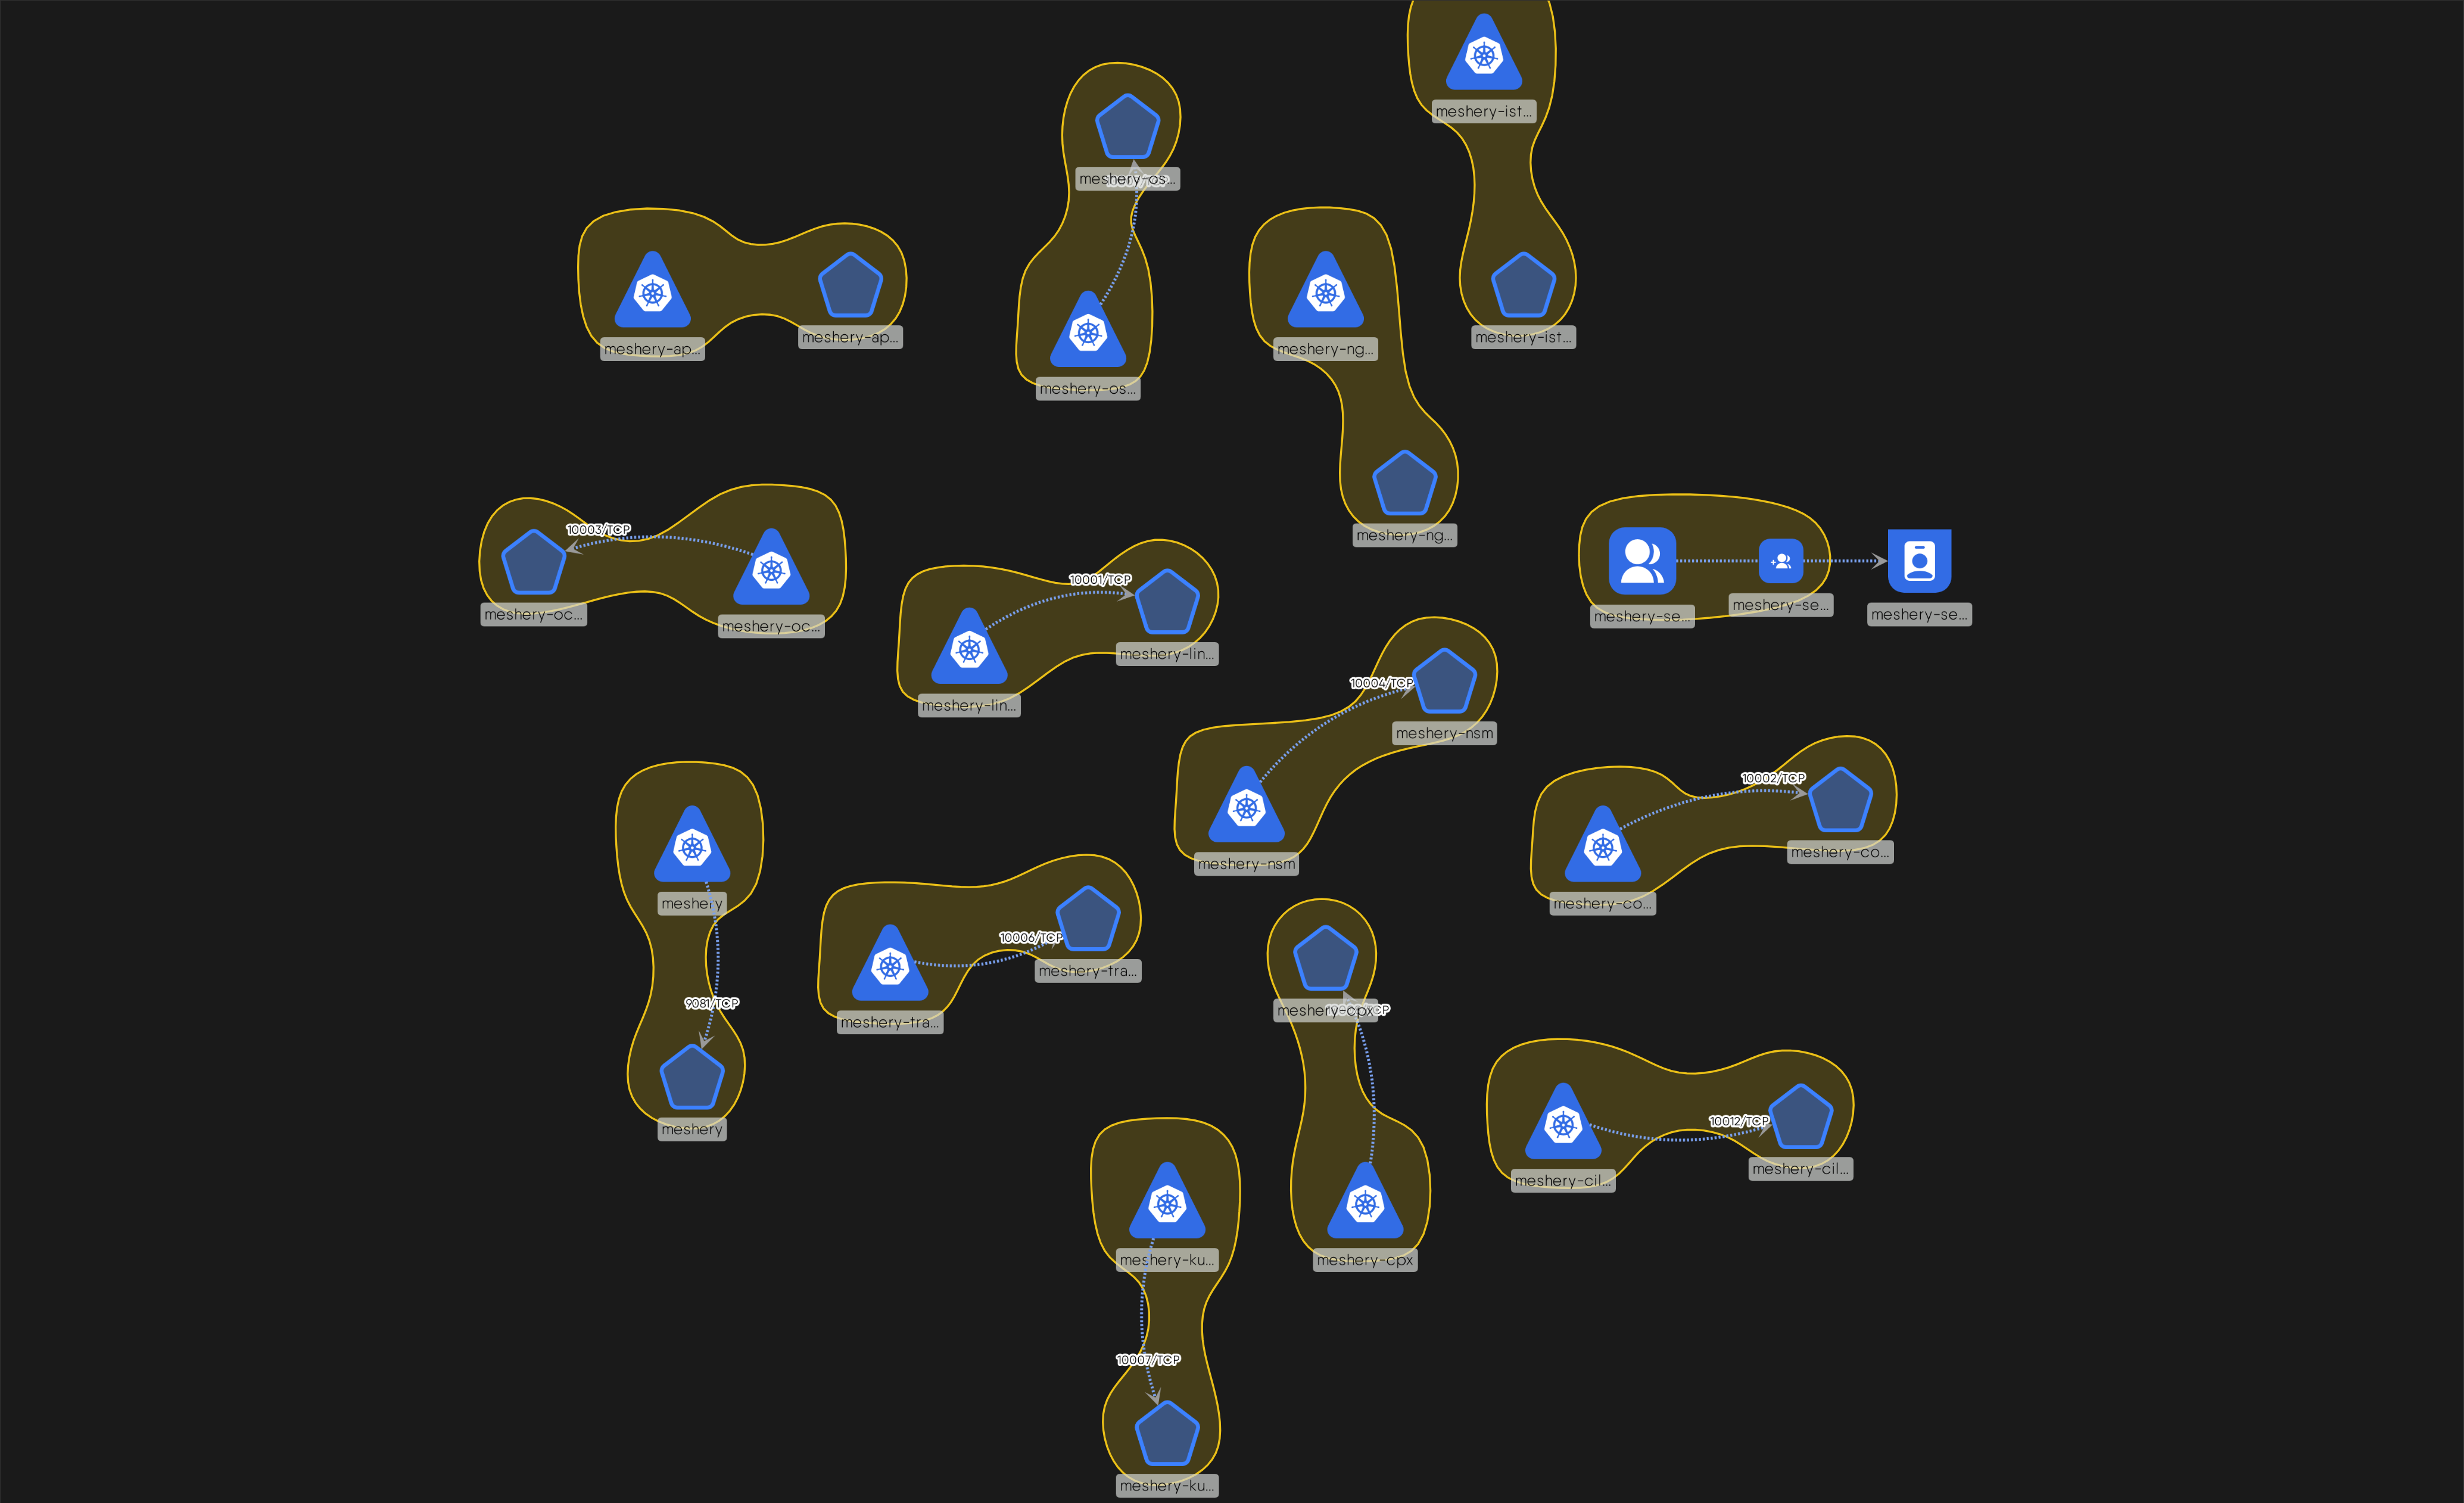 meshery-ist...
meshery-os...
meshery-ap...
meshery-ap...
meshery-os...
meshery-ng...
meshery-ist...
meshery-ng...
10003/TCP
meshery-oc...
meshery-oc...
10001/TCP
meshery-lin...
meshery-lin...
meshery-se...
meshery-se...
meshery-se...
10004/TCP
meshery-nsm
meshery-nsm
10002/TCP
meshery-co...
meshery-co...
meshery
9081/TCP
meshery
10006/TCP
meshery-tra...
meshery-tra...
meshery-cpx
meshery-cpx
10012/TCP
meshery-cil...
meshery-cil...
meshery-ku...
10007/TCP
meshery-ku...